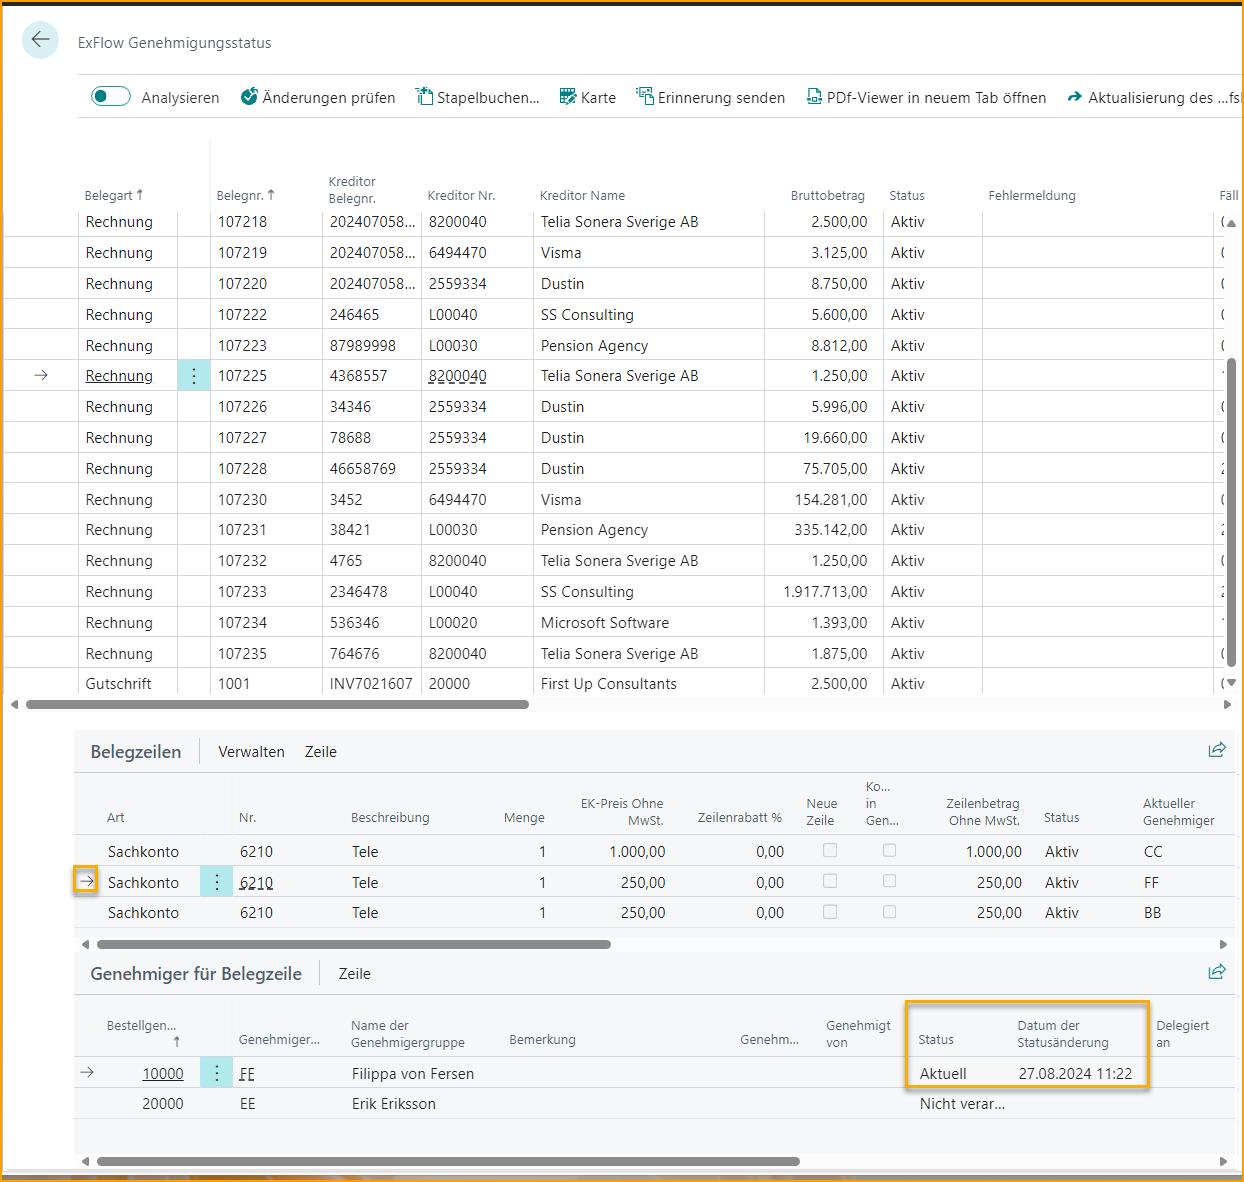 ExFlow Genehmigungsstatus
Analysieren Änderungen prüfen Stapelbuchen... Karte Erinnerung senden PDf-Viewer in neuem Tab öffnen Aktualisierung des ...fsl
Belegart ↑ Belegnr. ↑ Kreditor Belegnr. Kreditor Nr. Kreditor Name Bruttobetrag Status Fehlermeldung Fäll
Rechnung 107218 202407058... 8200040 Telia Sonera Sverige AB 2.500,00 Aktiv
Rechnung 107219 202407058... 6494470 Visma 3.125,00 Aktiv
Rechnung 107220 202407058... 2559334 Dustin 8.750,00 Aktiv
Rechnung 107222 246465 L00040 SS Consulting 5.600,00 Aktiv
Rechnung 107223 87989998 L00030 Pension Agency 8.812,00 Aktiv
→ Rechnung 107225 4368557 8200040 Telia Sonera Sverige AB 1.250,00 Aktiv
Rechnung 107226 34346 2559334 Dustin 5.996,00 Aktiv
Rechnung 107227 78688 2559334 Dustin 19.660,00 Aktiv
Rechnung 107228 46658769 2559334 Dustin 75.705,00 Aktiv
Rechnung 107230 3452 6494470 Visma 154.281,00 Aktiv
Rechnung 107231 38421 L00030 Pension Agency 335.142,00 Aktiv
Rechnung 107232 4765 8200040 Telia Sonera Sverige AB 1.250,00 Aktiv
Rechnung 107233 2346478 L00040 SS Consulting 1.917.713,00 Aktiv
Rechnung 107234 536346 L00020 Microsoft Software 1.393,00 Aktiv
Rechnung 107235 764676 8200040 Telia Sonera Sverige AB 1.875,00 Aktiv
Gutschrift 1001 INV7021607 20000 First Up Consultants 2.500,00 Aktiv
Belegzeilen Verwalten Zeile
Art Nr. Beschreibung Menge EK-Preis Ohne MwSt. Zeilenrabatt % Neue Zeile Ko... in Gen... Zeilenbetrag Ohne MwSt. Status Aktueller Genehmiger
Sachkonto 6210 Tele 1 1.000,00 0,00 1.000,00 Aktiv CC
→ Sachkonto 6210 Tele 1 250,00 0,00 250,00 Aktiv FF
Sachkonto 6210 Tele 1 250,00 0,00 250,00 Aktiv BB
Genehmiger für Belegzeile Zeile
Bestellgen... ↑ Genehmiger... Name der Genehmigergruppe Bemerkung Genehm... Genehmigt von Status Datum der Statusänderung Delegiert an
→ 10000 FF Filippa von Fersen Aktuell 27.08.2024 11:22
20000 EE Erik Eriksson Nicht verar...